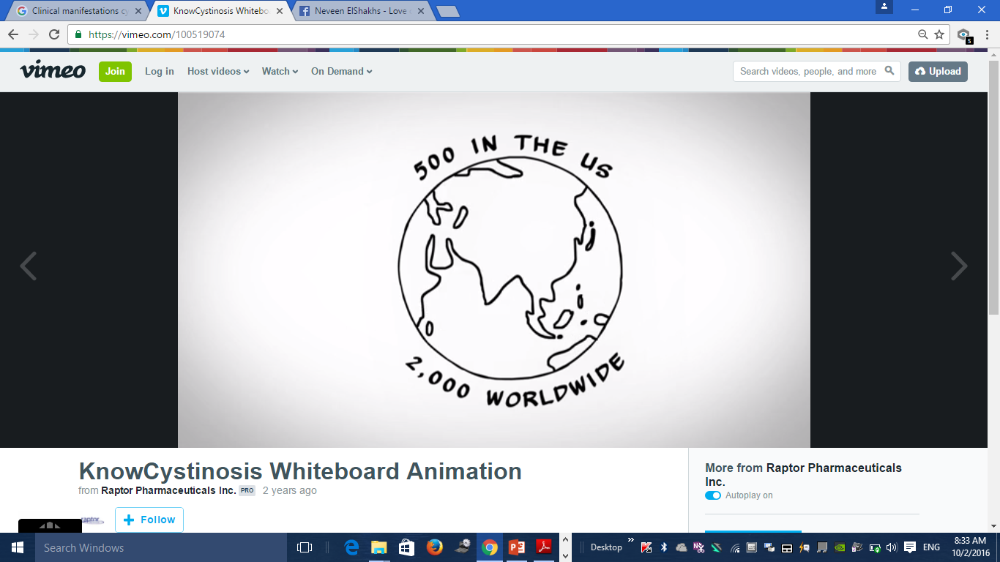 Clinical manifestations cy
KnowCystinosis Whitebo
Neveen ElShakhs - Love
https://vimeo.com/100519074
5
vimeo
Join
Log in
Host videos
Watch
On Demand
Search videos, people, and more
Upload
500 IN THE US
2,000 WORLDWIDE
KnowCystinosis Whiteboard Animation
from Raptor Pharmaceuticals Inc. PRO 2 years ago
More from Raptor Pharmaceuticals
Inc.
Autoplay on
raptor
Follow
Search Windows
Desktop
ENG
8:33 AM
10/2/2016